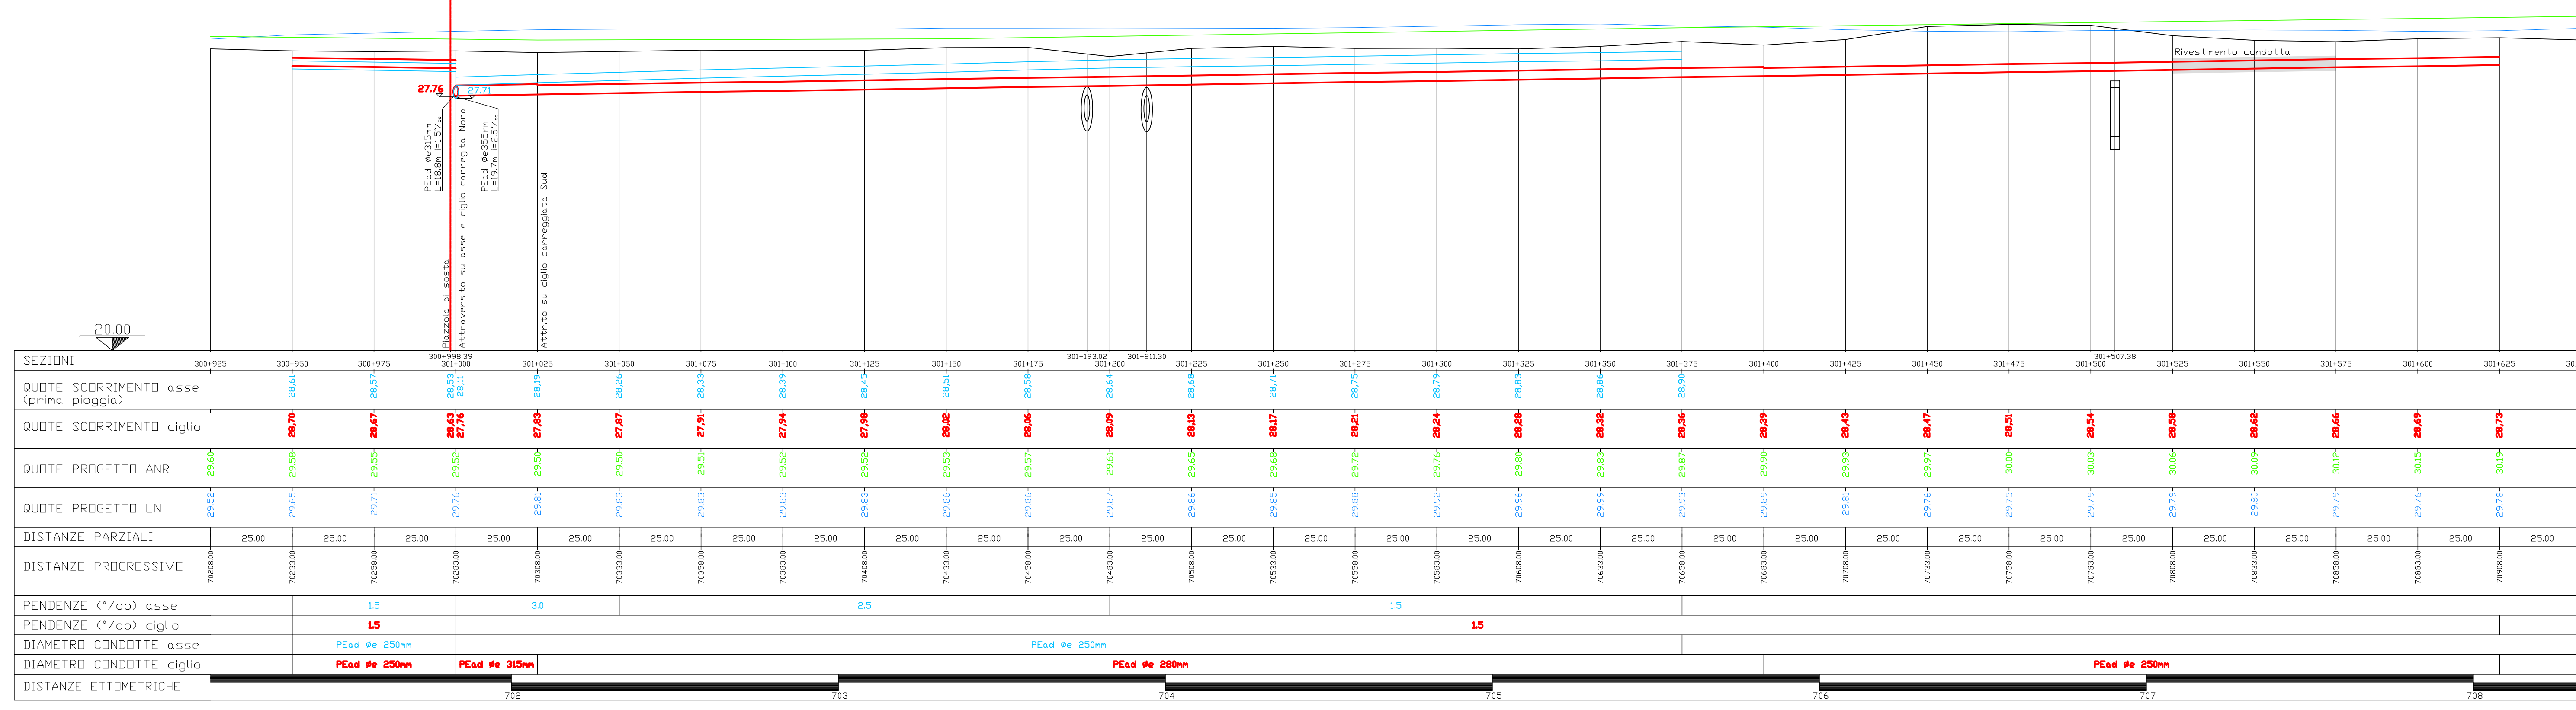 Rivestimento condotta
27.76
27.71
PEad Øe315mm
L=18.8m i=1.5°/oo
PEad Øe355mm
L=19.7m i=2.5°/oo
Piazzola di sosta
Attravers.to su asse e ciglio carreg.ta Nord
Attr.to su ciglio carreggiata Sud
20.00
SEZIONI
300+925 300+950 300+975 300+998.39 301+000 301+025 301+050 301+075 301+100 301+125 301+150 301+175 301+193.02 301+200 301+211.30 301+225 301+250 301+275 301+300 301+325 301+350 301+375 301+400 301+425 301+450 301+475 301+500 301+507.38 301+525 301+550 301+575 301+600 301+625
QUOTE SCORRIMENTO asse
(prima pioggia)
28,61 28,57 28,53 28,11 28,19 28,26 28,33 28,39 28,45 28,51 28,58 28,64 28,68 28,71 28,75 28,79 28,83 28,86 28,90
QUOTE SCORRIMENTO ciglio
28,70 28,67 28,63 27,76 27,83 27,87 27,91 27,94 27,98 28,02 28,06 28,09 28,13 28,17 28,21 28,24 28,28 28,32 28,36 28,39 28,43 28,47 28,51 28,54 28,58 28,62 28,66 28,69 28,73
QUOTE PROGETTO ANR
29.60 29.58 29.55 29.52 29.50 29.50 29.51 29.52 29.52 29.53 29.57 29.61 29.65 29.68 29.72 29.76 29.80 29.83 29.87 29.90 29.93 29.97 30.00 30.03 30.06 30.09 30.12 30.15 30.19
QUOTE PROGETTO LN
29.52 29.65 29.71 29.76 29.81 29.83 29.83 29.83 29.83 29.86 29.86 29.87 29.86 29.85 29.88 29.92 29.96 29.99 29.93 29.89 29.81 29.76 29.75 29.79 29.79 29.80 29.79 29.76 29.78
DISTANZE PARZIALI
25.00 25.00 25.00 25.00 25.00 25.00 25.00 25.00 25.00 25.00 25.00 25.00 25.00 25.00 25.00 25.00 25.00 25.00 25.00 25.00 25.00 25.00 25.00 25.00 25.00 25.00 25.00 25.00 25.00
DISTANZE PROGRESSIVE
70208.00 70233.00 70258.00 70283.00 70308.00 70333.00 70358.00 70383.00 70408.00 70433.00 70458.00 70483.00 70508.00 70533.00 70558.00 70583.00 70608.00 70633.00 70658.00 70683.00 70708.00 70733.00 70758.00 70783.00 70808.00 70833.00 70858.00 70883.00 70908.00
PENDENZE (°/oo) asse
1.5 3.0 2.5 1.5
PENDENZE (°/oo) ciglio
1.5 1.5
DIAMETRO CONDOTTE asse
PEad Øe 250mm PEad Øe 250mm
DIAMETRO CONDOTTE ciglio
PEad Øe 250mm PEad Øe 315mm PEad Øe 280mm PEad Øe 250mm
DISTANZE ETTOMETRICHE
702 703 704 705 706 707 708